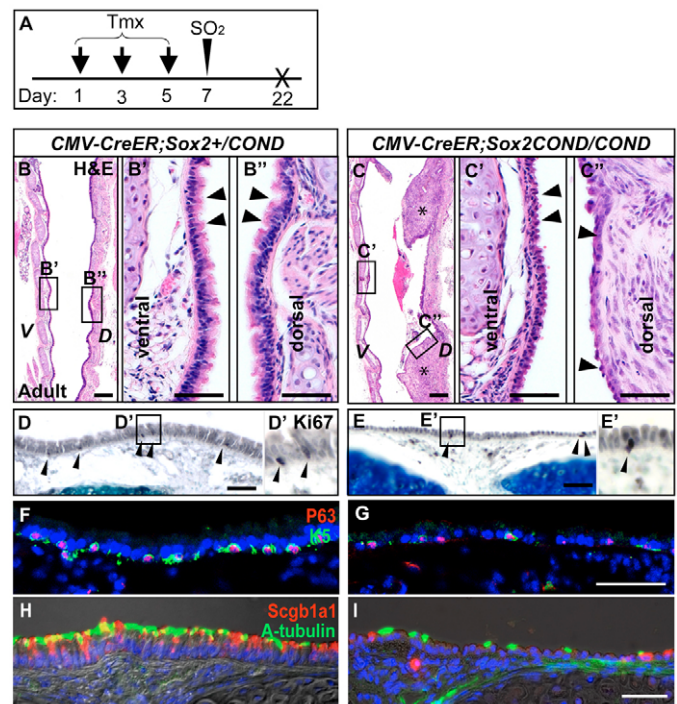 A
Tmx
SO₂
Day: 1 3 5 7 22
CMV-CreER;Sox2+/COND
CMV-CreER;Sox2COND/COND
B H&E B' B'' C C' C''
B' B'' C' C''
V D, ventral dorsal V D ventral dorsal
* *
Adult
D D' D' Ki67 E E' E'
F P63 G
K5
H Scgb1a1 I
A-tubulin